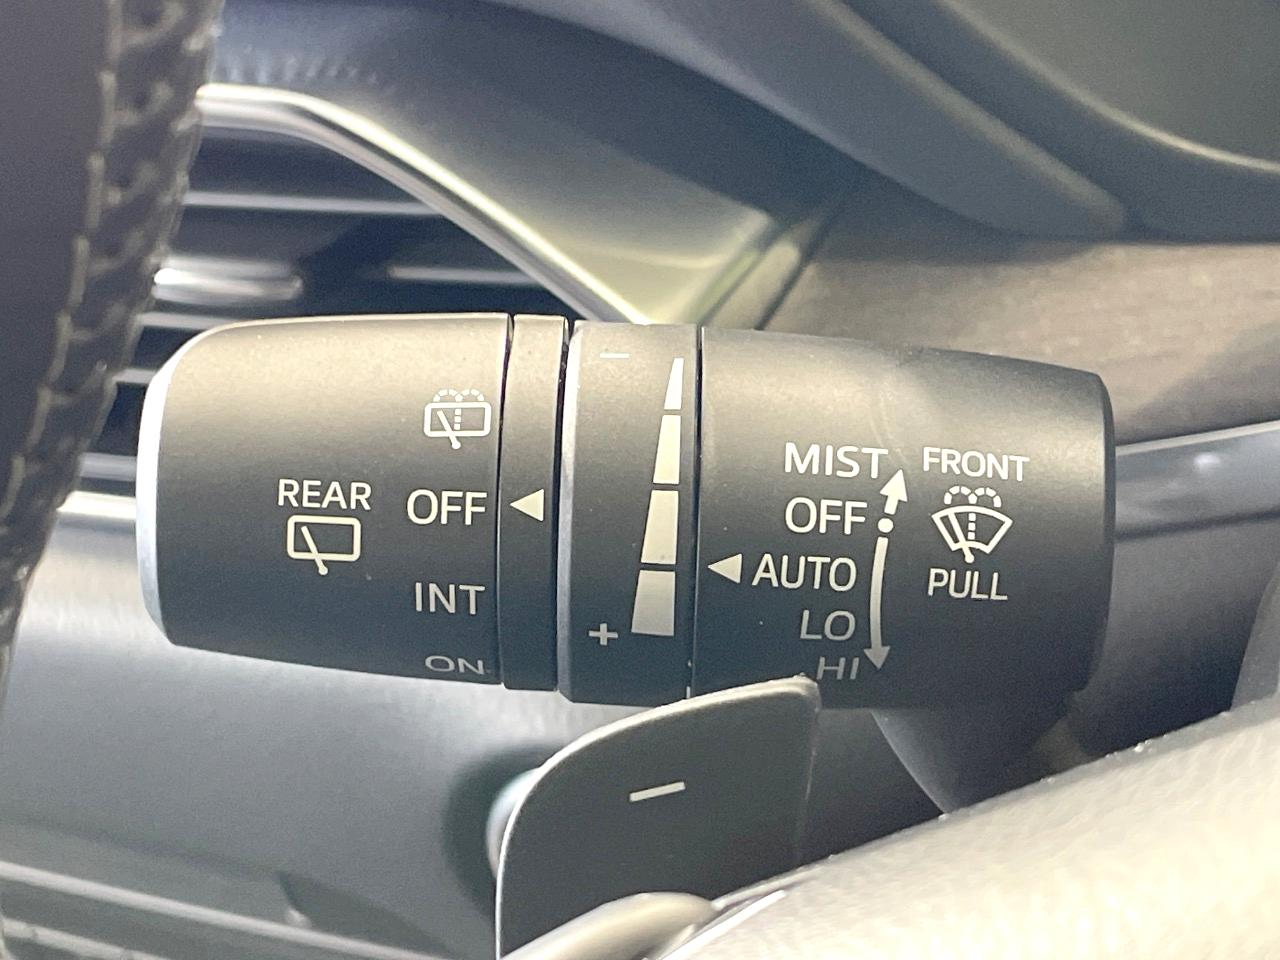 REAR
OFF
INT
ON
−
+
MIST
OFF
AUTO
LO
HI
FRONT
PULL
−